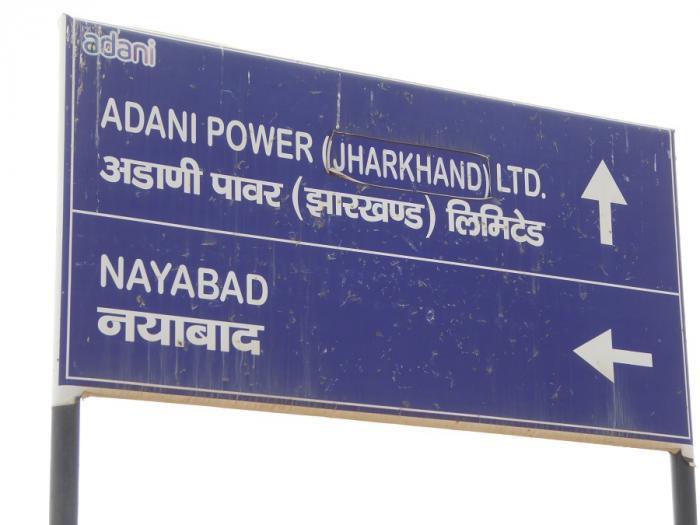 adani
ADANI POWER (JHARKHAND) LTD.
अडाणी पावर (झारखण्ड) लिमिटेड
NAYABAD
नयाबाद